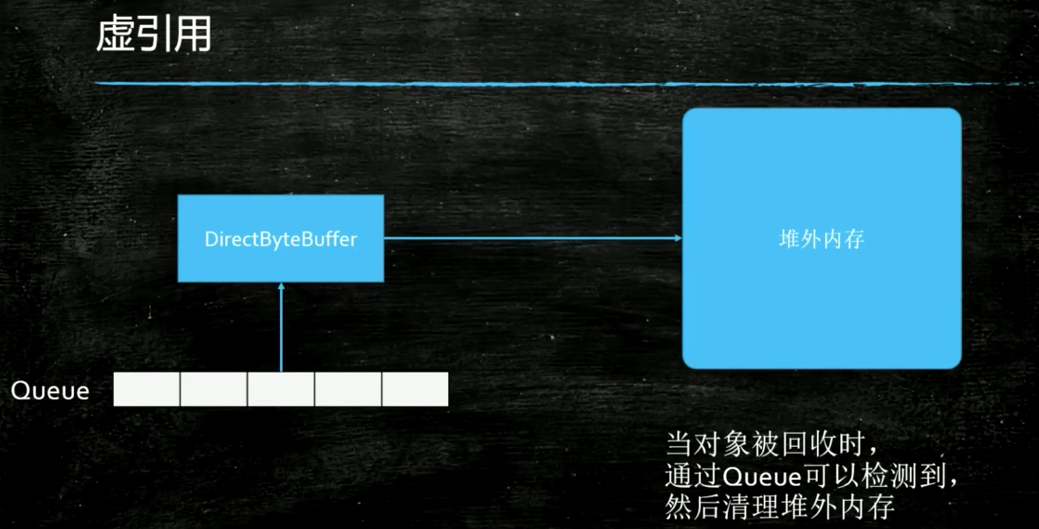 虚引用
DirectByteBuffer
堆外内存
Queue
当对象被回收时，
通过Queue可以检测到，
然后清理堆外内存